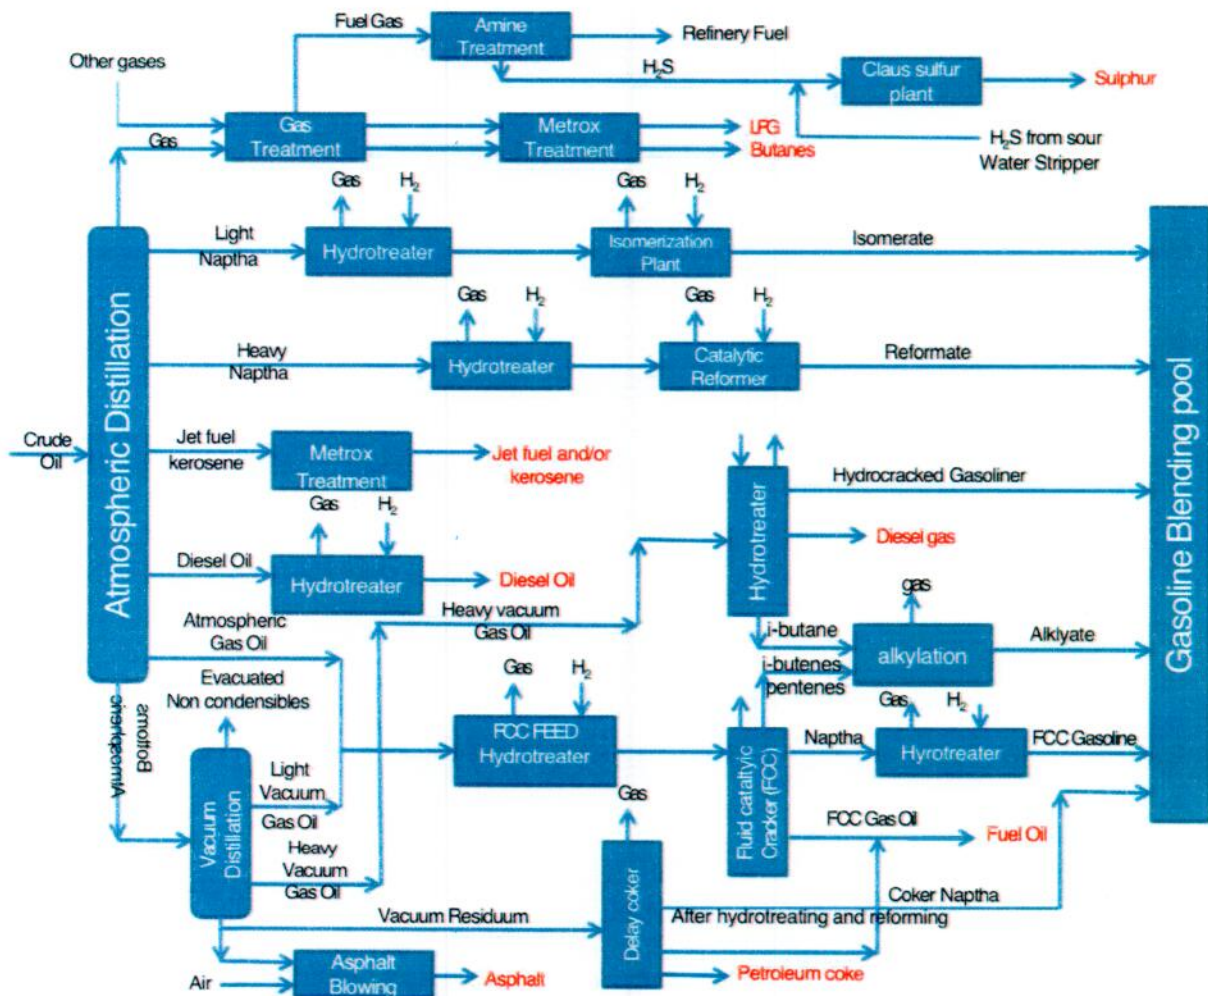 Fuel Gas
Amine
Treatment
Refinery Fuel
Other gases
H₂S
Claus sulfur
plant
Sulphur
Gas
Gas
Treatment
Metrox
Treatment
LPG
Butanes
H₂S from sour
Water Stripper
Gas
H₂
Gas
H₂
Light
Naptha
Hydrotreater
Isomerization
Plant
Isomerate
Gas
H₂
Gas
H₂
Heavy
Naptha
Hydrotreater
Catalytic
Reformer
Reformate
Atmospheric Distillation
Gasoline Blending pool
Crude
Oil
Jet fuel
kerosene
Metrox
Treatment
Jet fuel and/or
kerosene
Hydrotreater
Hydrocracked Gasoliner
Diesel gas
Gas
H₂
Diesel Oil
Hydrotreater
Diesel Oil
Heavy vacuum
Gas Oil
Atmospheric
Gas Oil
gas
i-butane
alkylation
Alklyate
i-butenes
pentenes
Evacuated
Non condensibles
Atmospheric
Bottoms
Gas
H₂
FCC FEED
Hydrotreater
Gas
H₂
Naptha
Hyrotreater
FCC Gasoline
Fluid cataltyic
Cracker (FCC)
Vacuum
Distillation
Light
Vacuum
Gas Oil
Heavy
Vacuum
Gas Oil
Gas
FCC Gas Oil
Fuel Oil
Delay coker
Coker Naptha
After hydrotreating and reforming
Vacuum Residuum
Air
Asphalt
Blowing
Asphalt
Petroleum coke